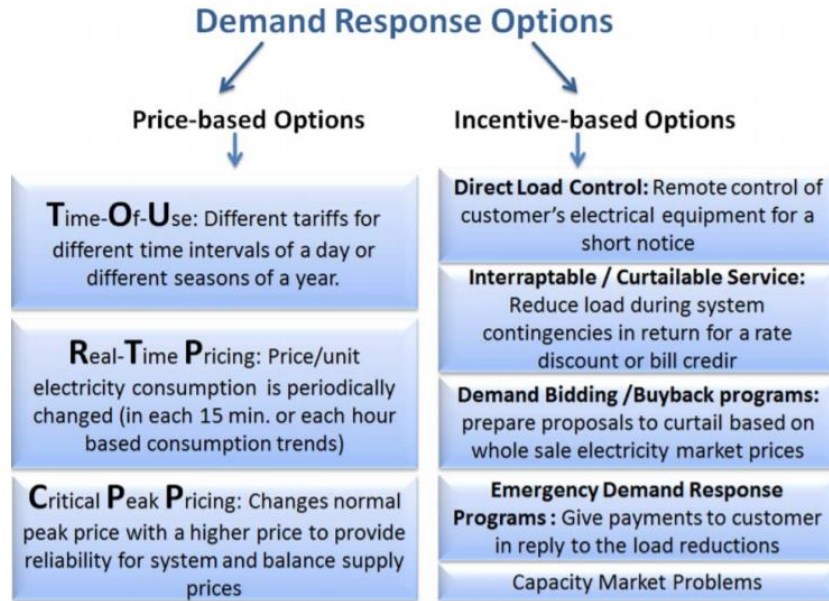 Demand Response Options
Price-based Options
Time-Of-Use: Different tariffs for
different time intervals of a day or
different seasons of a year.
Real-Time Pricing: Price/unit
electricity consumption is periodically
changed (in each 15 min. or each hour
based consumption trends)
Critical Peak Pricing: Changes normal
peak price with a higher price to provide
reliability for system and balance supply
prices
Incentive-based Options
Direct Load Control: Remote control of
customer's electrical equipment for a
short notice
Interraptable / Curtailable Service:
Reduce load during system
contingencies in return for a rate
discount or bill credir
Demand Bidding /Buyback programs:
prepare proposals to curtail based on
whole sale electricity market prices
Emergency Demand Response
Programs : Give payments to customer
in reply to the load reductions
Capacity Market Problems